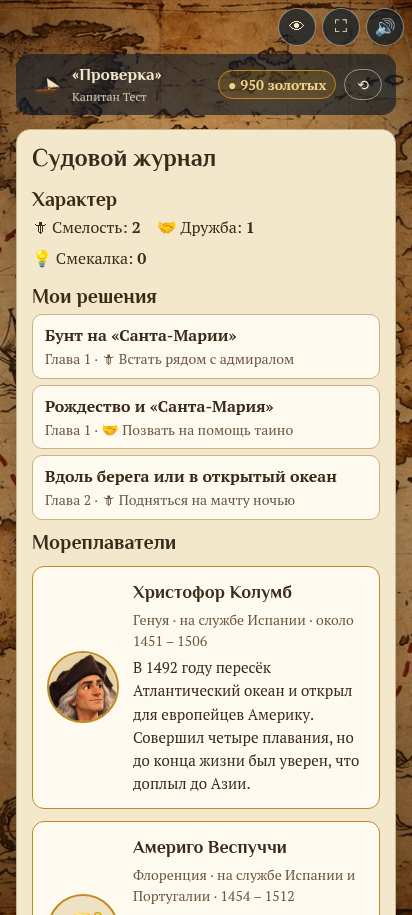 «Проверка»
Капитан Тест
● 950 золотых
Судовой журнал
Характер
Смелость: 2 Дружба: 1
Смекалка: 0
Мои решения
Бунт на «Санта-Марии»
Глава 1 · Встать рядом с адмиралом
Рождество и «Санта-Мария»
Глава 1 · Позвать на помощь таино
Вдоль берега или в открытый океан
Глава 2 · Подняться на мачту ночью
Мореплаватели
Христофор Колумб
Генуя · на службе Испании · около
1451 – 1506
В 1492 году пересёк
Атлантический океан и открыл
для европейцев Америку.
Совершил четыре плавания, но
до конца жизни был уверен, что
доплыл до Азии.
Америго Веспуччи
Флоренция · на службе Испании и
Португалии · 1454 – 1512